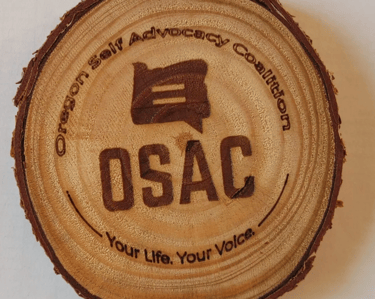 Oregon Self Advocacy Coalition
OSAC
Your Life. Your Voice.